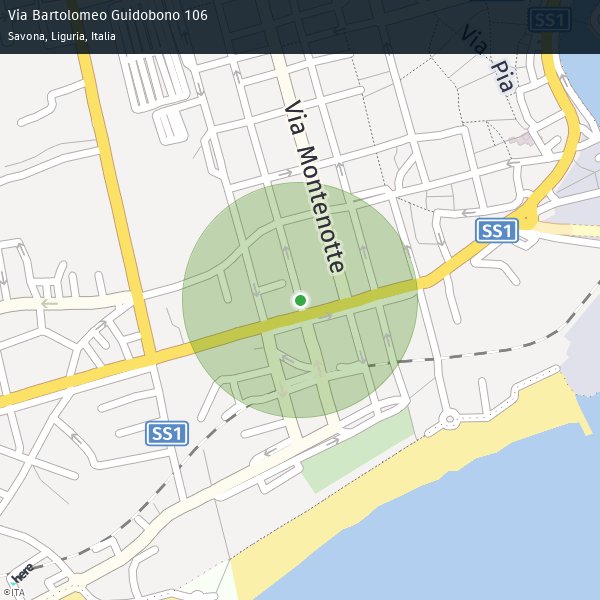 Via Bartolomeo Guidobono 106
Savona, Liguria, Italia
SS1
Via Pia
Via Montenotte
SS1
SS1
here
©ITA